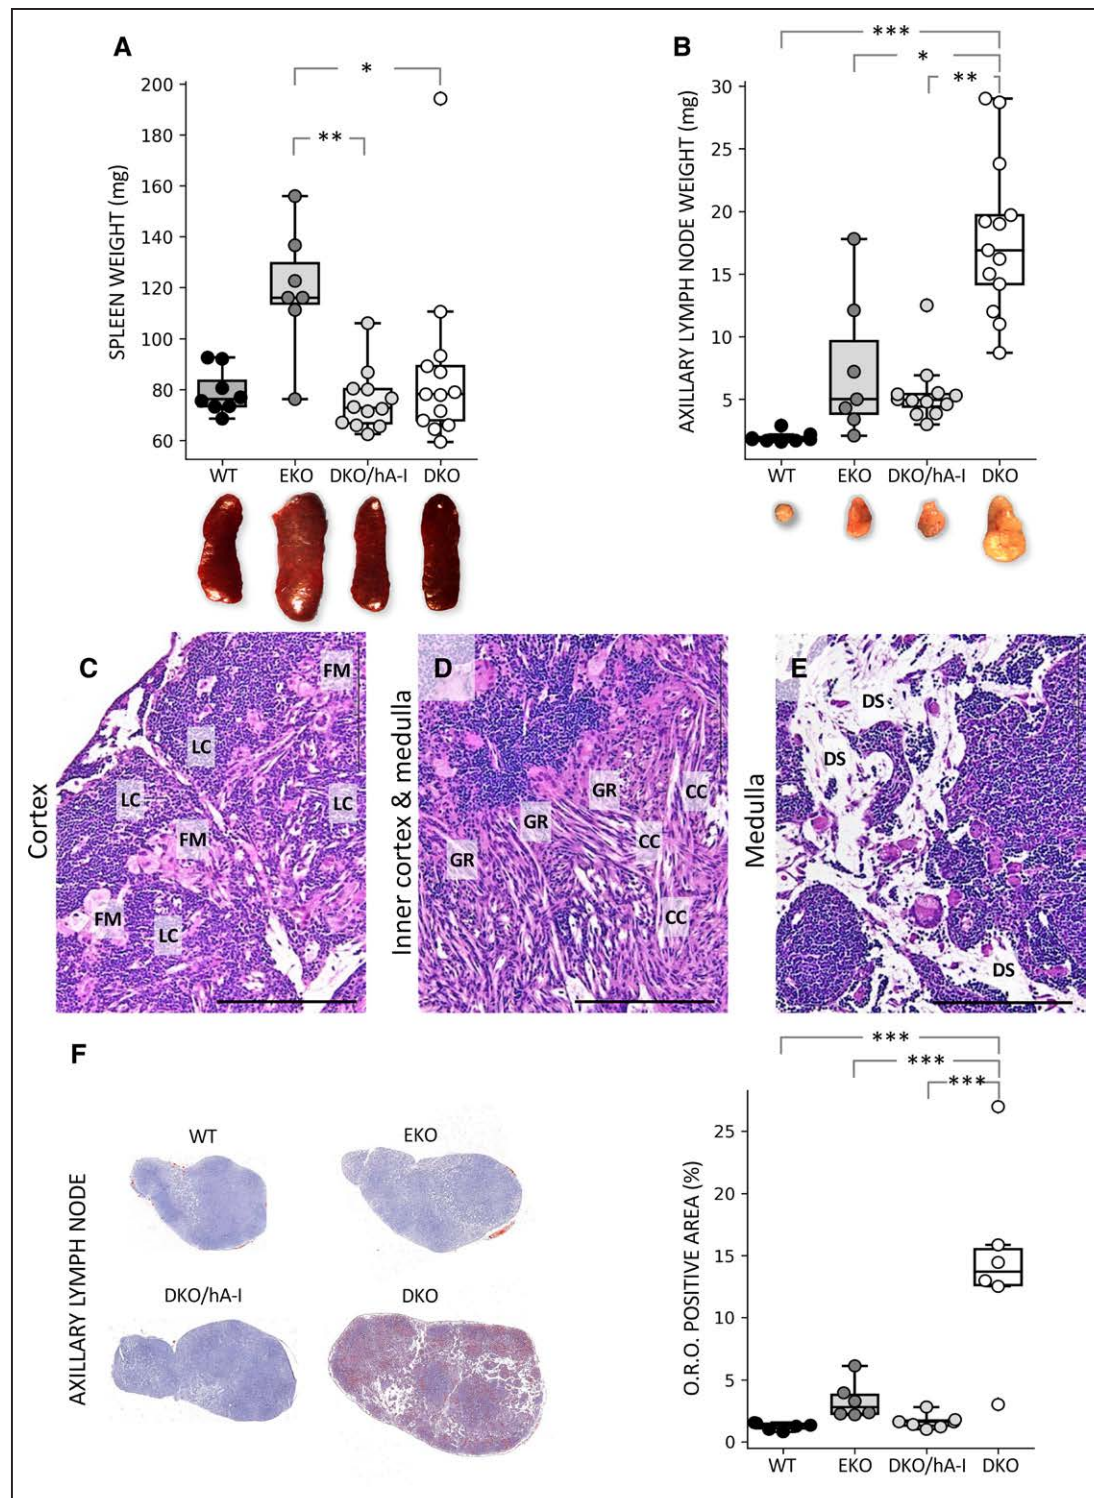 A
*
**
200
180
160
140
120
100
80
60
SPLEEN WEIGHT (mg)
WT EKO DKO/hA-I DKO
B
***
*
**
30
25
20
15
10
5
AXILLARY LYMPH NODE WEIGHT (mg)
WT EKO DKO/hA-I DKO
Cortex
C
FM
LC
LC
LC
FM
FM
LC
Inner cortex & medulla
D
GR
CC
GR
CC
GR
CC
Medulla
E
DS
DS
DS
F
AXILLARY LYMPH NODE
WT
EKO
DKO/hA-I
DKO
***
***
***
25
20
15
10
5
0
O.R.O. POSITIVE AREA (%)
WT EKO DKO/hA-I DKO